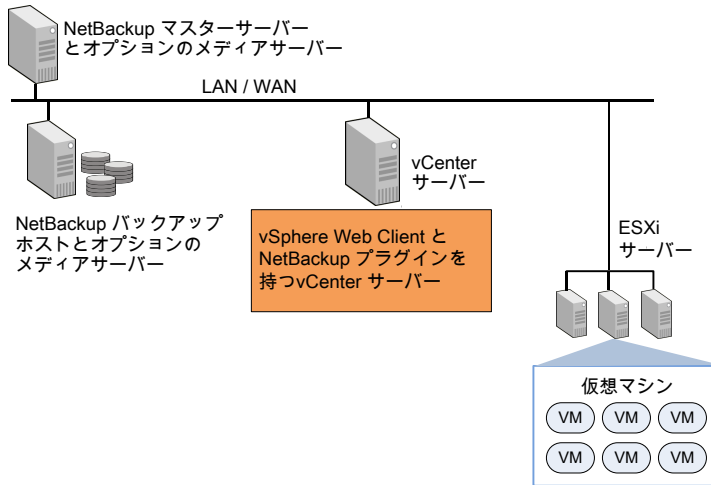 NetBackup マスターサーバー
とオプションのメディアサーバー
LAN / WAN
vCenter
サーバー
NetBackup バックアップ
ホストとオプションの
メディアサーバー
vSphere Web Client と
NetBackup プラグインを
持つvCenter サーバー
ESXi
サーバー
仮想マシン
VM VM VM
VM VM VM